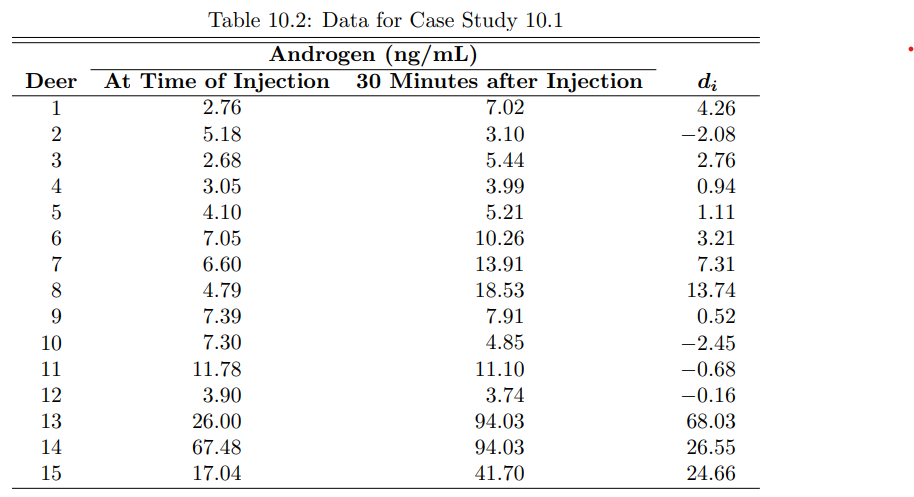 Table 10.2: Data for Case Study 10.1
Androgen (ng/mL)
Deer At Time of Injection 30 Minutes after Injection dᵢ
1 2.76 7.02 4.26
2 5.18 3.10 −2.08
3 2.68 5.44 2.76
4 3.05 3.99 0.94
5 4.10 5.21 1.11
6 7.05 10.26 3.21
7 6.60 13.91 7.31
8 4.79 18.53 13.74
9 7.39 7.91 0.52
10 7.30 4.85 −2.45
11 11.78 11.10 −0.68
12 3.90 3.74 −0.16
13 26.00 94.03 68.03
14 67.48 94.03 26.55
15 17.04 41.70 24.66